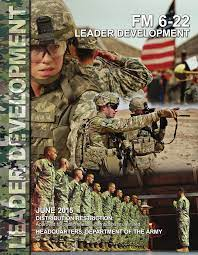 FM 6-22
LEADER DEVELOPMENT
LEADER DEVELOPMENT
JUNE 2015
DISTRIBUTION RESTRICTION:
HEADQUARTERS, DEPARTMENT OF THE ARMY